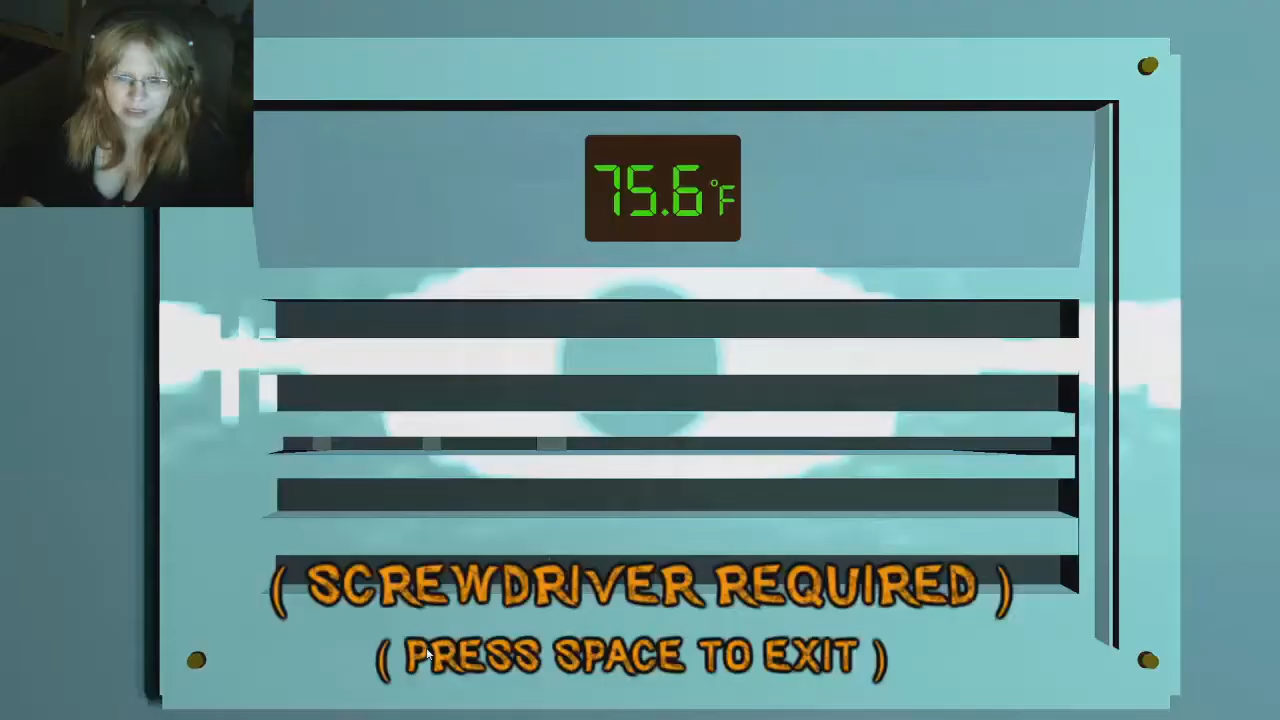 75.6°F
( SCREWDRIVER REQUIRED )
( PRESS SPACE TO EXIT )